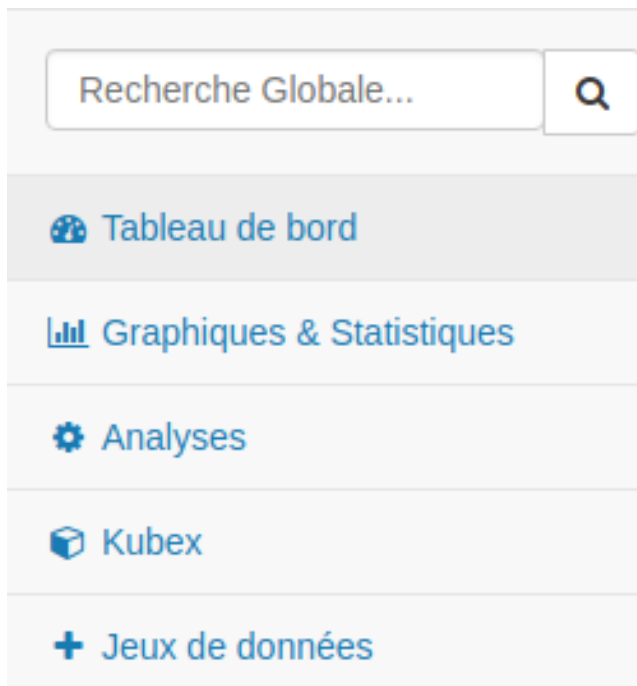 Recherche Globale...
Tableau de bord
Graphiques & Statistiques
Analyses
Kubex
Jeux de données